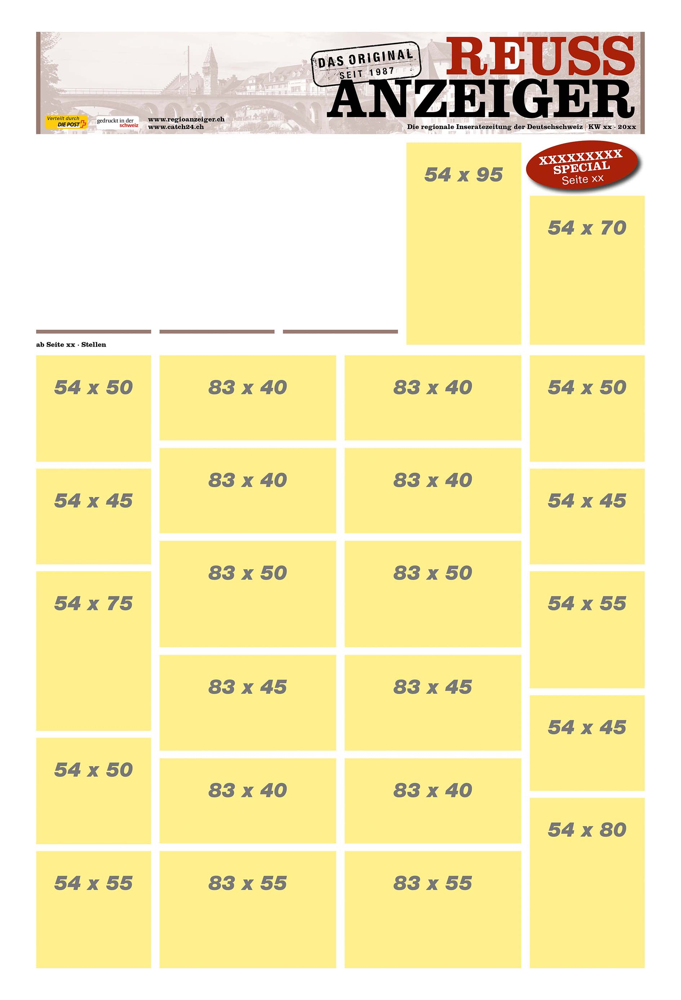 DAS ORIGINAL
SEIT 1987
REUSS
ANZEIGER
Verteilt durch
DIE POST
gedruckt in der
schweiz
www.regioanzeiger.ch
www.catch24.ch
Die regionale Inseratezeitung der Deutschschweiz | KW xx · 20xx
54 x 95
XXXXXXXXX
SPECIAL
Seite xx
54 x 70
ab Seite xx · Stellen
54 x 50
83 x 40
83 x 40
54 x 50
83 x 40
83 x 40
54 x 45
54 x 45
83 x 50
83 x 50
54 x 75
54 x 55
83 x 45
83 x 45
54 x 45
54 x 50
83 x 40
83 x 40
54 x 80
54 x 55
83 x 55
83 x 55